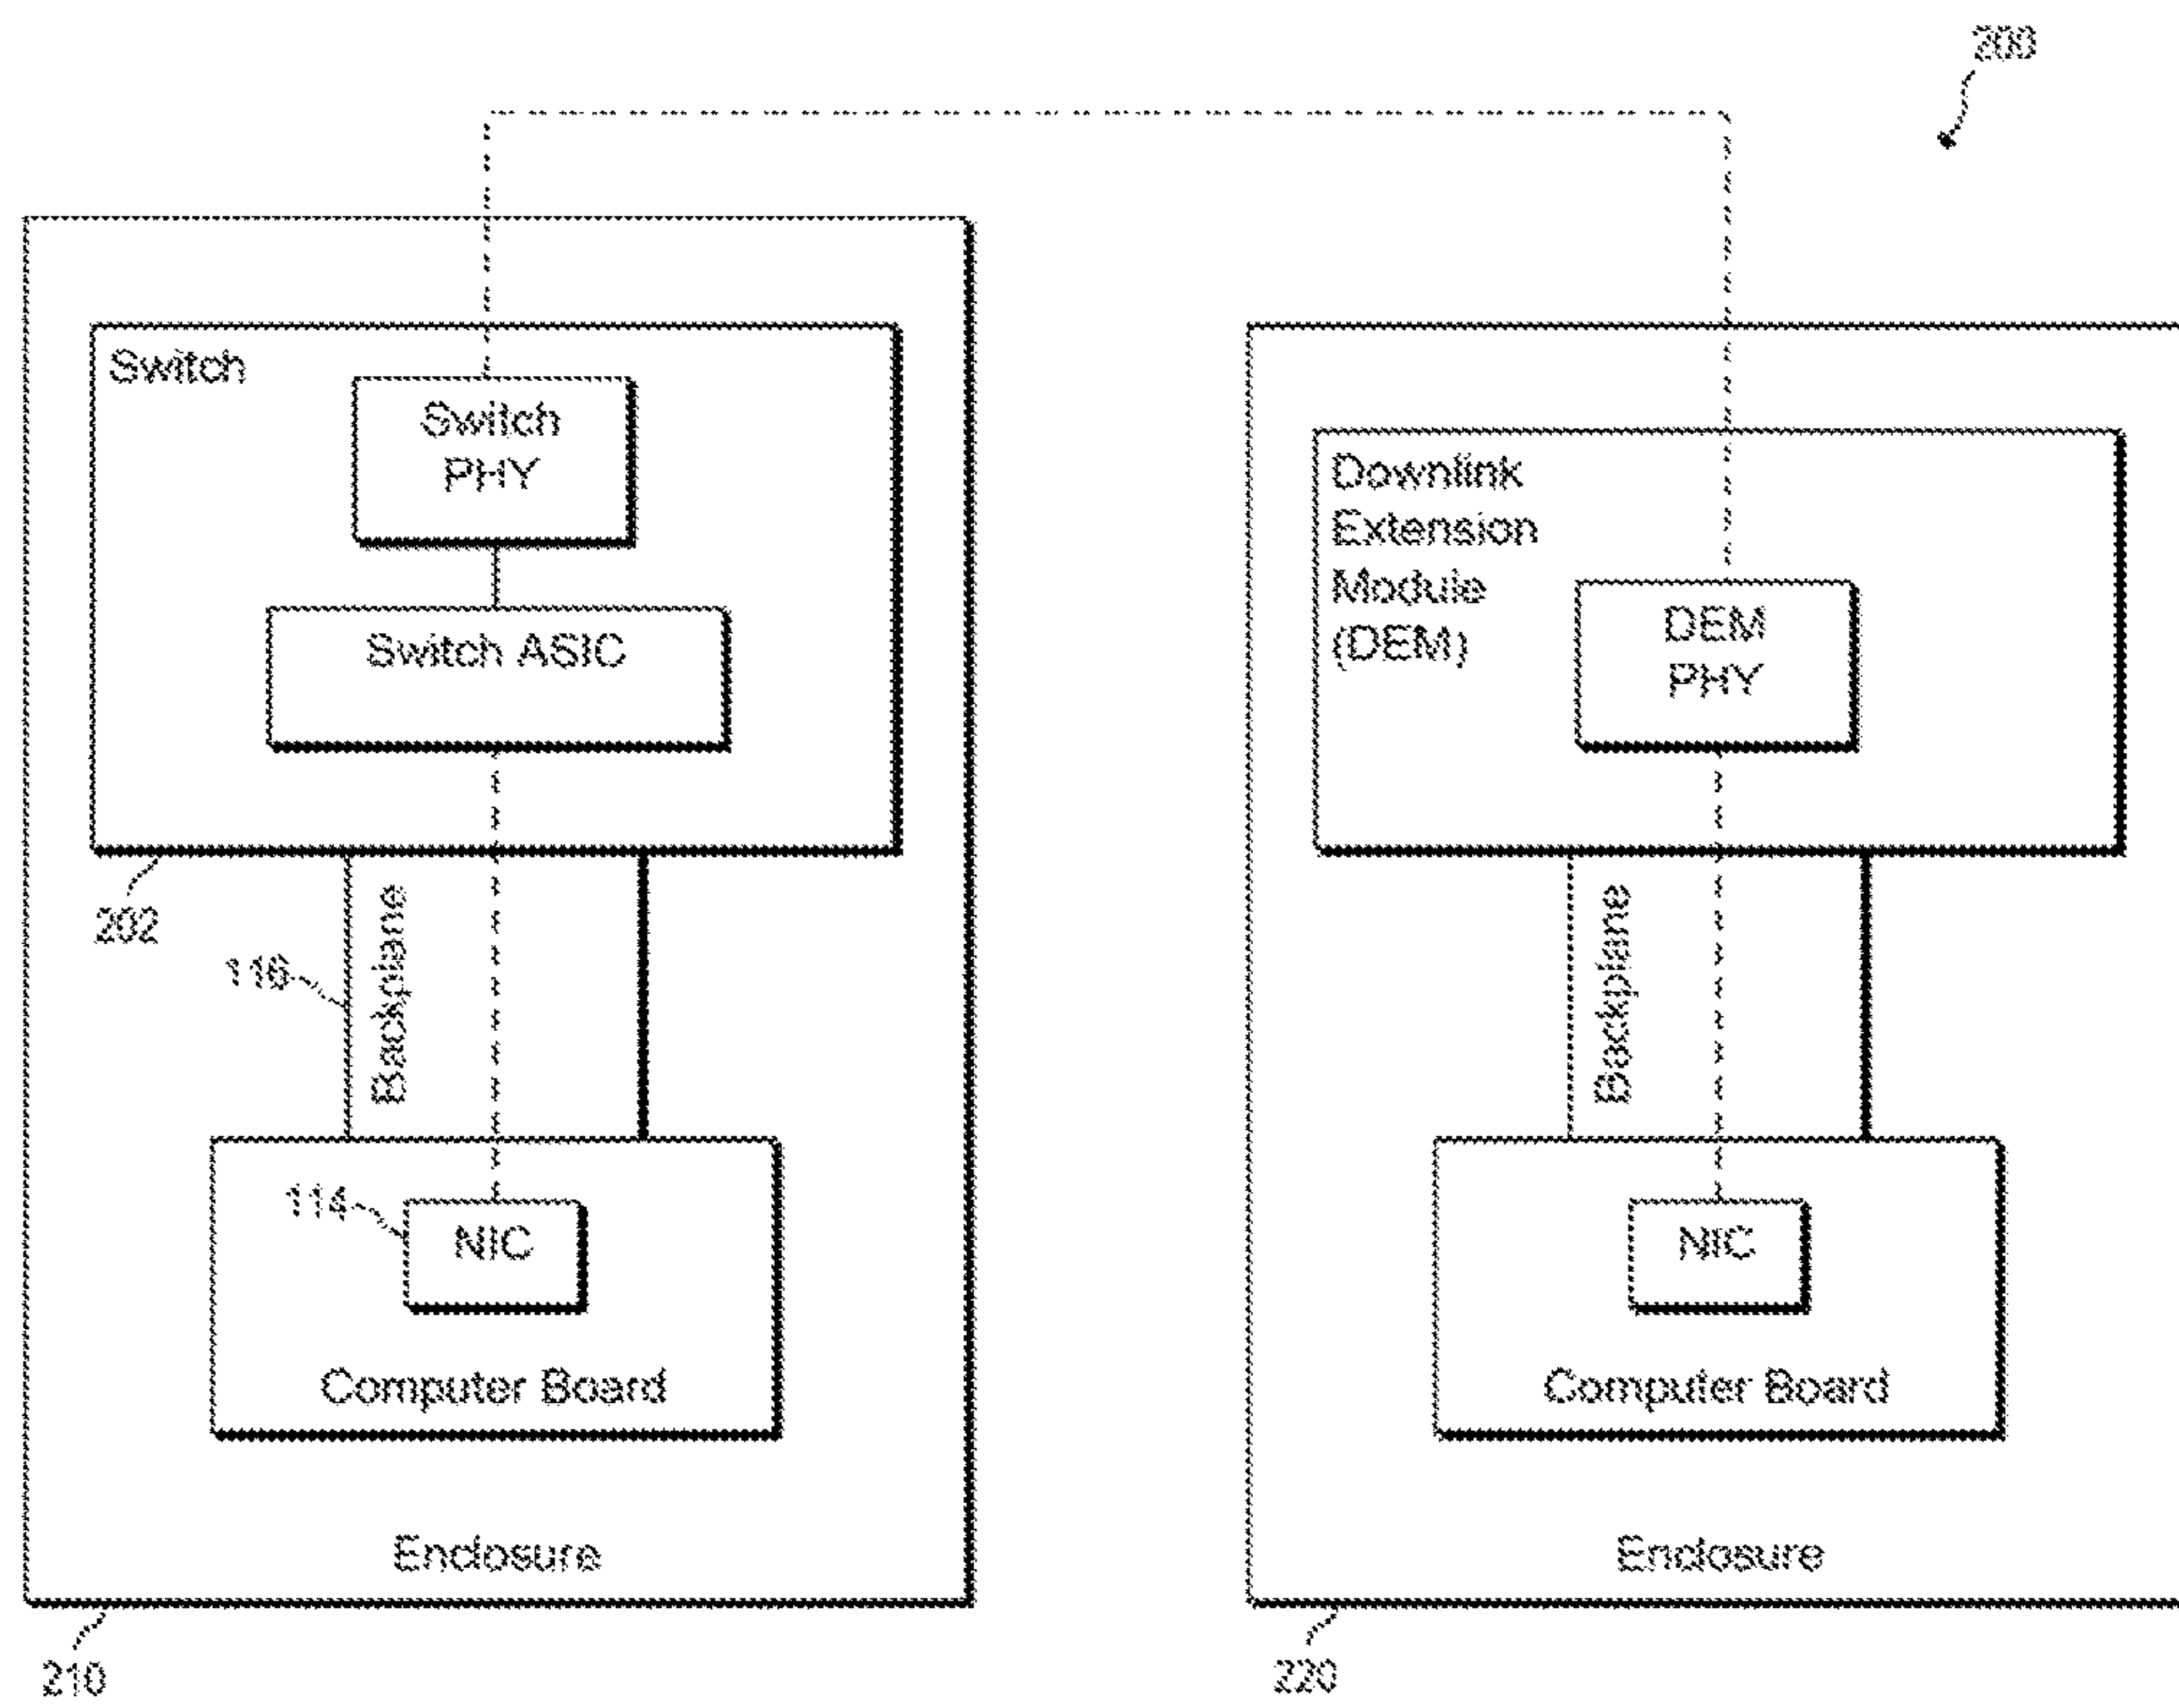 200
Switch
Switch
PHY
Switch ASIC
202
116
Backplane
114
NIC
Computer Board
Enclosure
210
Downlink
Extension
Module
(DEM)
DEM
PHY
Backplane
NIC
Computer Board
Enclosure
220